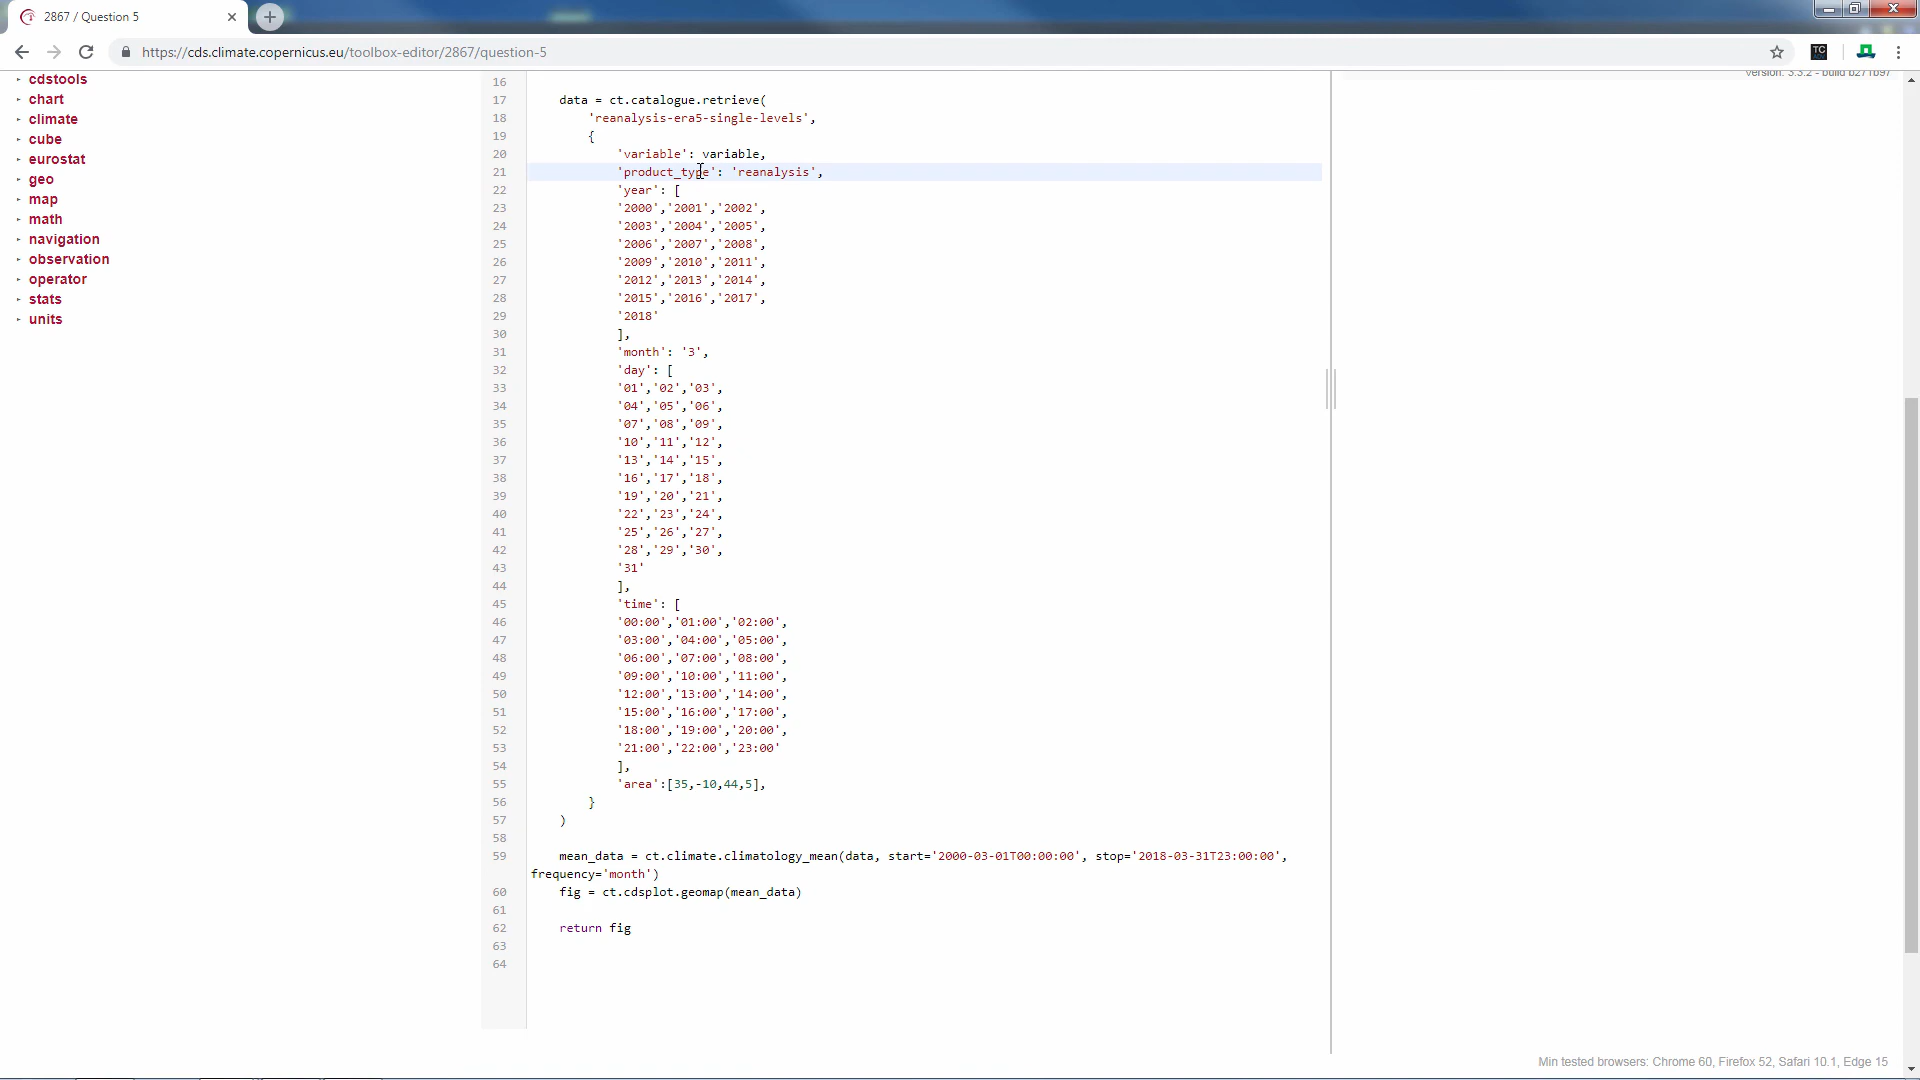 2867 / Question 5
https://cds.climate.copernicus.eu/toolbox-editor/2867/question-5
TC
version: 3.3.2 - build b271b97
cdstools
chart
climate
cube
eurostat
geo
map
math
navigation
observation
operator
stats
units
16
17 data = ct.catalogue.retrieve(
18 'reanalysis-era5-single-levels',
19 {
20 'variable': variable,
21 'product_type': 'reanalysis',
22 'year': [
23 '2000','2001','2002',
24 '2003','2004','2005',
25 '2006','2007','2008',
26 '2009','2010','2011',
27 '2012','2013','2014',
28 '2015','2016','2017',
29 '2018'
30 ],
31 'month': '3',
32 'day': [
33 '01','02','03',
34 '04','05','06',
35 '07','08','09',
36 '10','11','12',
37 '13','14','15',
38 '16','17','18',
39 '19','20','21',
40 '22','23','24',
41 '25','26','27',
42 '28','29','30',
43 '31'
44 ],
45 'time': [
46 '00:00','01:00','02:00',
47 '03:00','04:00','05:00',
48 '06:00','07:00','08:00',
49 '09:00','10:00','11:00',
50 '12:00','13:00','14:00',
51 '15:00','16:00','17:00',
52 '18:00','19:00','20:00',
53 '21:00','22:00','23:00'
54 ],
55 'area':[35,-10,44,5],
56 }
57 )
58
59 mean_data = ct.climate.climatology_mean(data, start='2000-03-01T00:00:00', stop='2018-03-31T23:00:00',
frequency='month')
60 fig = ct.cdsplot.geomap(mean_data)
61
62 return fig
63
64
Min tested browsers: Chrome 60, Firefox 52, Safari 10.1, Edge 15